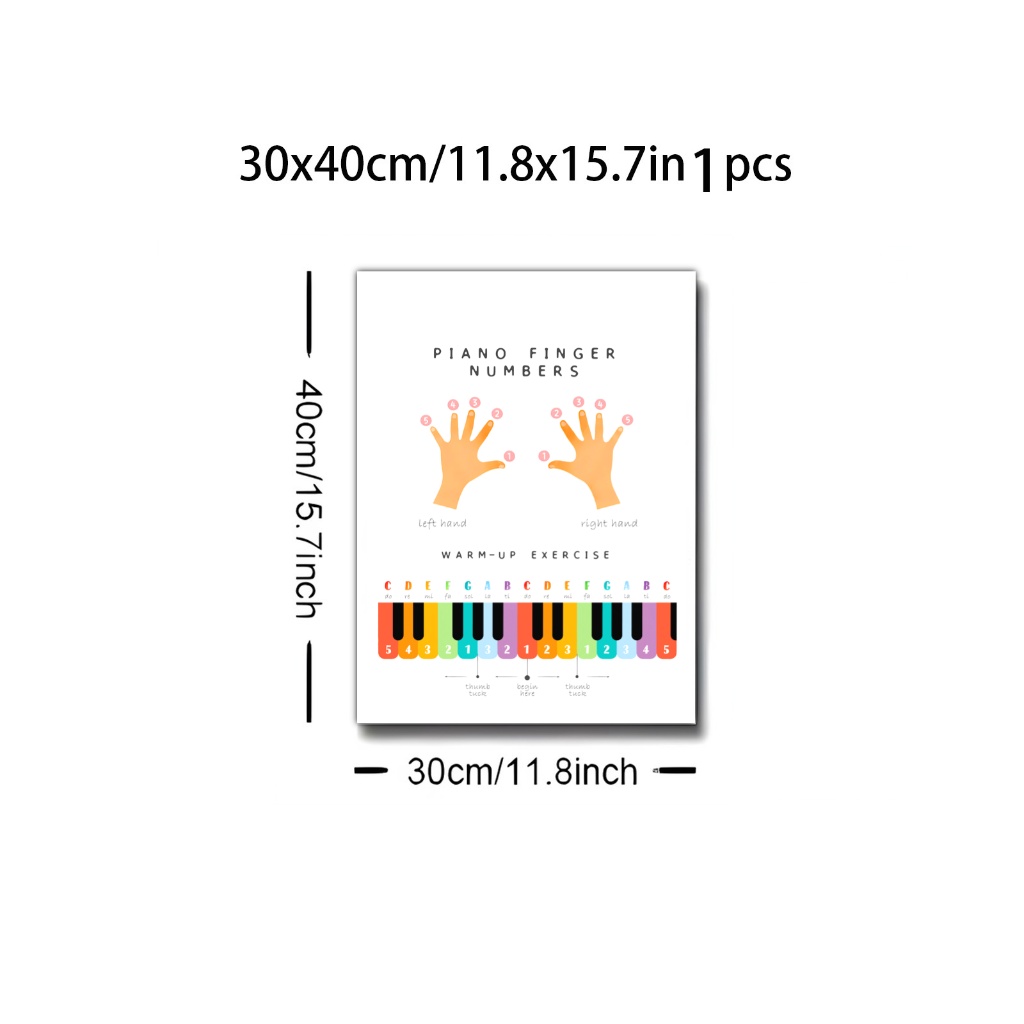 30x40cm/11.8x15.7in 1 pcs
40cm/15.7inch
PIANO FINGER
NUMBERS
5 4 3 2 1
1 2 3 4 5
left hand
right hand
WARM-UP EXERCISE
C D E F G A B C D E F G A B C
do re mi fa sol la ti do re mi fa sol la ti do
5 4 3 2 1 3 2 1 2 3 1 2 3 4 5
thumb tuck
begin here
thumb tuck
30cm/11.8inch